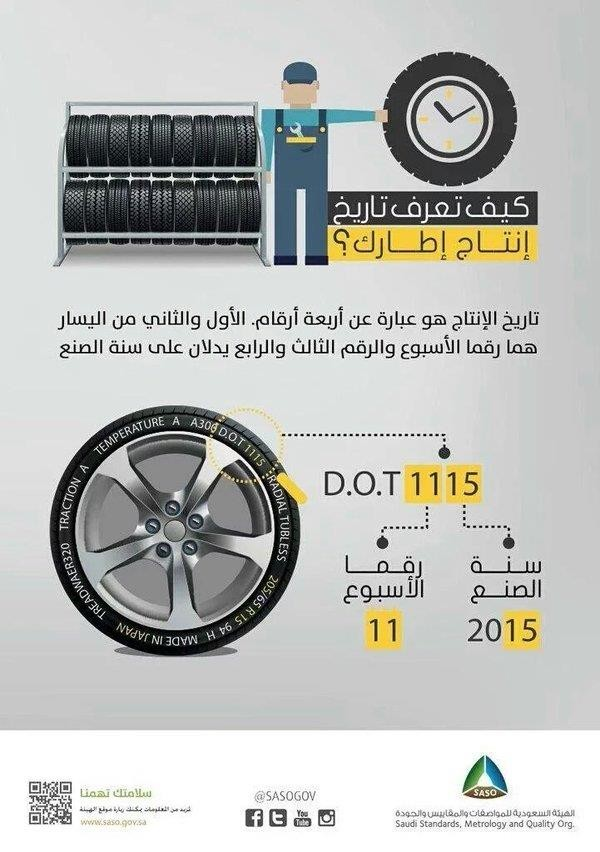 كيف تعرف تاريخ
إنتاج إطارك؟
تاريخ الإنتاج هو عبارة عن أربعة أرقام. الأول والثاني من اليسار
هما رقما الأسبوع والرقم الثالث والرابع يدلان على سنة الصنع
TREADWAER320 TRACTION A TEMPERATURE A A300 D.O.T 1115 RADIAL TUBLESS 205/65 R 15 94 H MADE IN JAPAN
D.O.T 1115
رقما
الأسبوع
11
سنة
الصنع
2015
سلامتك تهمنا
لمزيد من المعلومات يمكنك زيارة موقع الهيئة
www.saso.gov.sa
@SASOGOV
You Tube
SASO
الهيئة السعودية للمواصفات والمقاييس والجودة
Saudi Standards, Metrology and Quality Org.